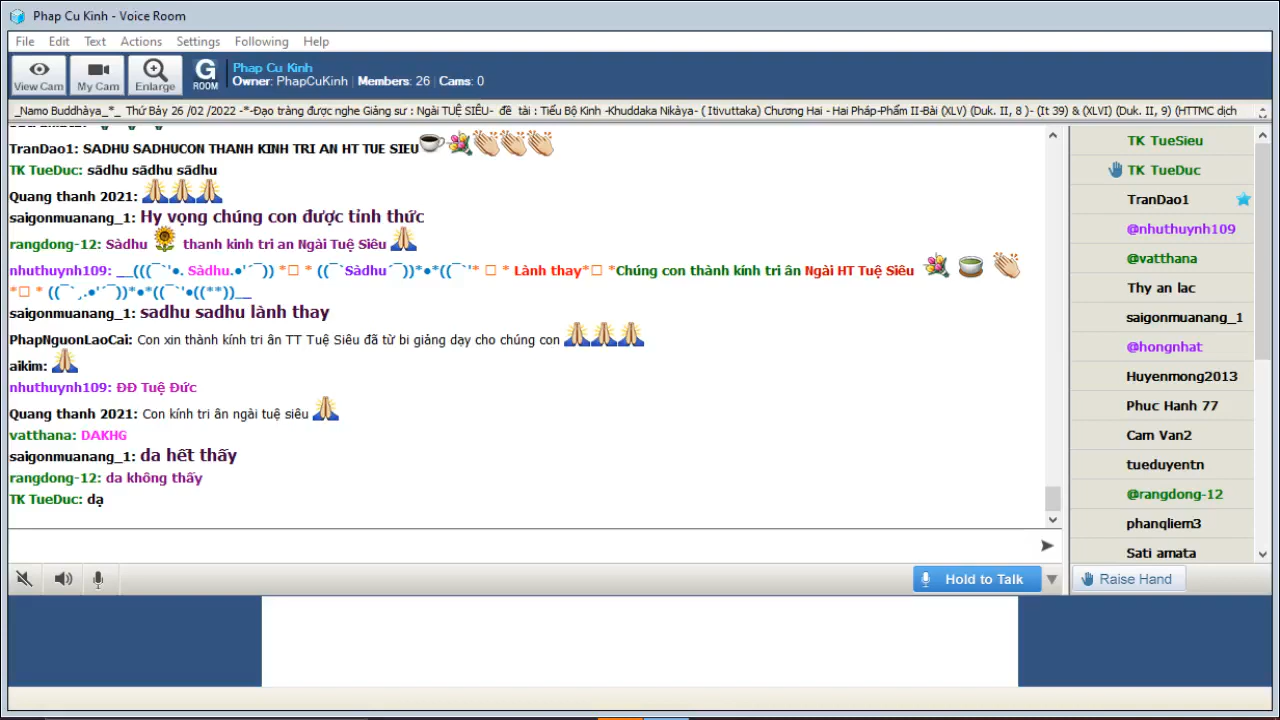 Phap Cu Kinh - Voice Room
File Edit Text Actions Settings Following Help
View Cam My Cam Enlarge G ROOM
Phap Cu Kinh
Owner: PhapCuKinh | Members: 26 | Cams: 0
_Namo Buddhàya_*_ Thứ Bảy 26 /02 /2022 -*-Đạo tràng được nghe Giảng sư : Ngài TUỆ SIÊU- đề tài : Tiểu Bộ Kinh -Khuddaka Nikàya- ( Itivuttaka) Chương Hai - Hai Pháp-Phẩm II-Bài (XLV) (Duk. II, 8 )- (It 39) & (XLVI) (Duk. II, 9) (HTTMC dịch
TranDao1: SADHU SADHUCON THANH KINH TRI AN HT TUE SIEU
TK TueDuc: sādhu sādhu sādhu
Quang thanh 2021:
saigonmuanang_1: Hy vọng chúng con được tỉnh thức
rangdong-12: Sàdhu thanh kinh tri an Ngài Tuệ Siêu
nhuthuynh109: __(((¯`'•. Sàdhu.•'´¯)) *□ * ((¯`Sàdhu´¯))*•*((¯`'* □ * Lành thay*□ *Chúng con thành kính tri ân Ngài HT Tuệ Siêu
*□ * ((¯`¸.•'´¯))*•*((¯`'•((**))__
saigonmuanang_1: sadhu sadhu lành thay
PhapNguonLaoCai: Con xin thành kính tri ân TT Tuệ Siêu đã từ bi giảng dạy cho chúng con
aikim:
nhuthuynh109: ĐĐ Tuệ Đức
Quang thanh 2021: Con kính tri ân ngài tuệ siêu
vatthana: DAKHG
saigonmuanang_1: da hết thấy
rangdong-12: da không thấy
TK TueDuc: dạ
Hold to Talk
TK TueSieu
TK TueDuc
TranDao1
@nhuthuynh109
@vatthana
Thy an lac
saigonmuanang_1
@hongnhat
Huyenmong2013
Phuc Hanh 77
Cam Van2
tueduyentn
@rangdong-12
phanqliem3
Sati amata
Raise Hand